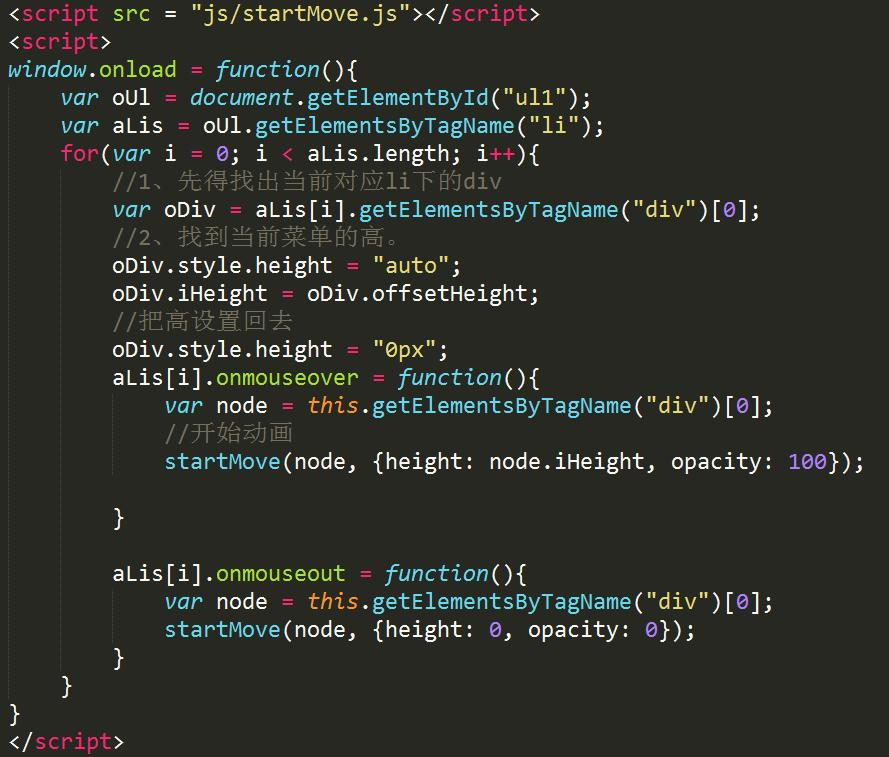 <script src = "js/startMove.js"></script>
<script>
window.onload = function(){
    var oUl = document.getElementById("ul1");
    var aLis = oUl.getElementsByTagName("li");
    for(var i = 0; i < aLis.length; i++){
        //1、先得找出当前对应li下的div
        var oDiv = aLis[i].getElementsByTagName("div")[0];
        //2、找到当前菜单的高。
        oDiv.style.height = "auto";
        oDiv.iHeight = oDiv.offsetHeight;
        //把高设置回去
        oDiv.style.height = "0px";
        aLis[i].onmouseover = function(){
            var node = this.getElementsByTagName("div")[0];
            //开始动画
            startMove(node, {height: node.iHeight, opacity: 100});
        }
        aLis[i].onmouseout = function(){
            var node = this.getElementsByTagName("div")[0];
            startMove(node, {height: 0, opacity: 0});
        }
    }
}
</script>